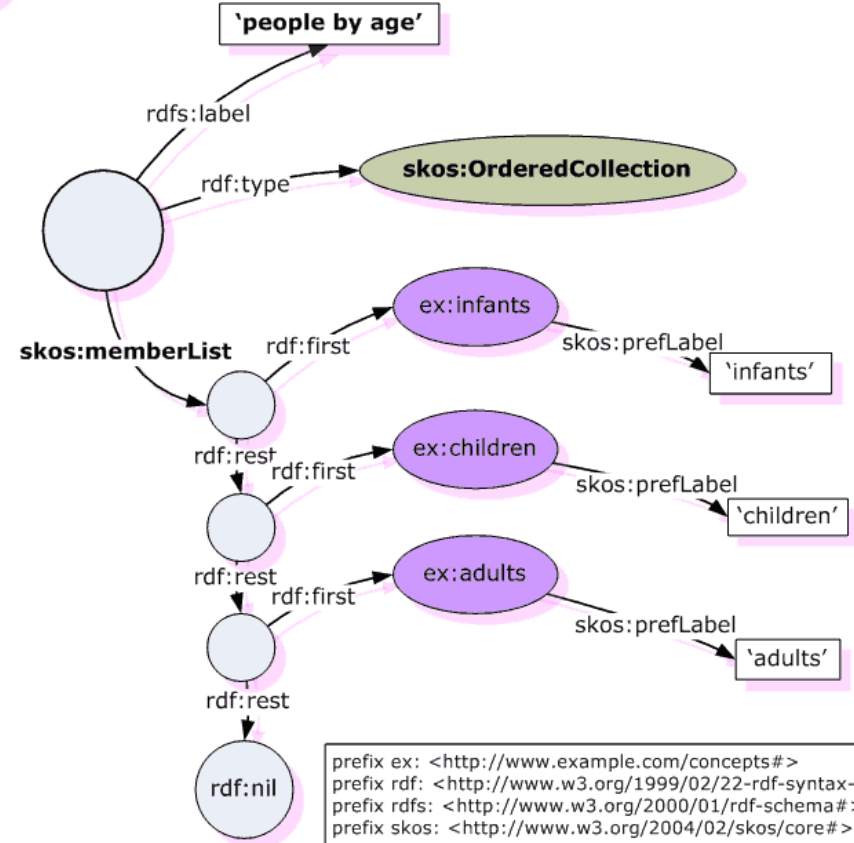 ‘people by age’
rdfs:label
rdf:type
skos:OrderedCollection
skos:memberList
rdf:first
ex:infants
skos:prefLabel
‘infants’
rdf:rest
rdf:first
ex:children
skos:prefLabel
‘children’
rdf:rest
rdf:first
ex:adults
skos:prefLabel
‘adults’
rdf:rest
rdf:nil
prefix ex: <http://www.example.com/concepts#>
prefix rdf: <http://www.w3.org/1999/02/22-rdf-syntax-
prefix rdfs: <http://www.w3.org/2000/01/rdf-schema#>
prefix skos: <http://www.w3.org/2004/02/skos/core#>